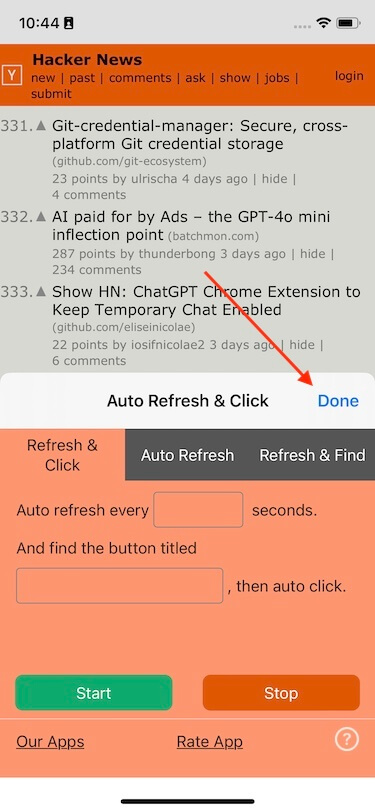 10:44
Y
Hacker News
new | past | comments | ask | show | jobs |
submit
login
331. Git-credential-manager: Secure, cross-
platform Git credential storage
(github.com/git-ecosystem)
23 points by ulrischa 4 days ago | hide |
4 comments
332. AI paid for by Ads – the GPT-4o mini
inflection point (batchmon.com)
287 points by thunderbong 3 days ago | hide |
234 comments
333. Show HN: ChatGPT Chrome Extension to
Keep Temporary Chat Enabled
(github.com/eliseinicolae)
22 points by iosifnicolae2 3 days ago | hide |
6 comments
Auto Refresh & Click
Done
Refresh &
Click
Auto Refresh
Refresh & Find
Auto refresh every seconds.
And find the button titled
, then auto click.
Start
Stop
Our Apps
Rate App
?